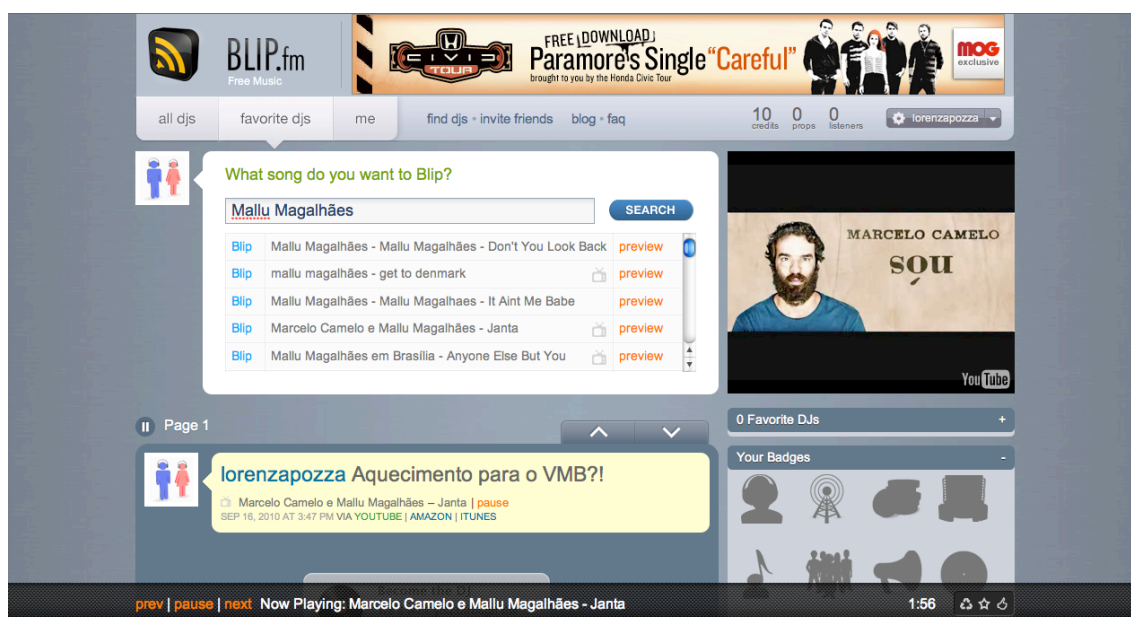 BLIP.fm
Free Music
CIVIC
TOUR
FREE DOWNLOAD
Paramore's Single "Careful"
brought to you by the Honda Civic Tour
MOG
exclusive
all djs
favorite djs
me
find djs • invite friends blog • faq
10 credits
0 props
0 listeners
lorenzapozza
What song do you want to Blip?
Mallu Magalhães
SEARCH
Blip Mallu Magalhães - Mallu Magalhães - Don't You Look Back preview
Blip mallu magalhães - get to denmark preview
Blip Mallu Magalhães - Mallu Magalhaes - It Aint Me Babe preview
Blip Marcelo Camelo e Mallu Magalhães - Janta preview
Blip Mallu Magalhães em Brasília - Anyone Else But You preview
MARCELO CAMELO
sou
YouTube
Page 1
0 Favorite DJs +
Your Badges -
lorenzapozza Aquecimento para o VMB?!
Marcelo Camelo e Mallu Magalhães – Janta | pause
SEP 16, 2010 AT 3:47 PM VIA YOUTUBE | AMAZON | ITUNES
Become the DJ
prev | pause | next Now Playing: Marcelo Camelo e Mallu Magalhães - Janta
1:56